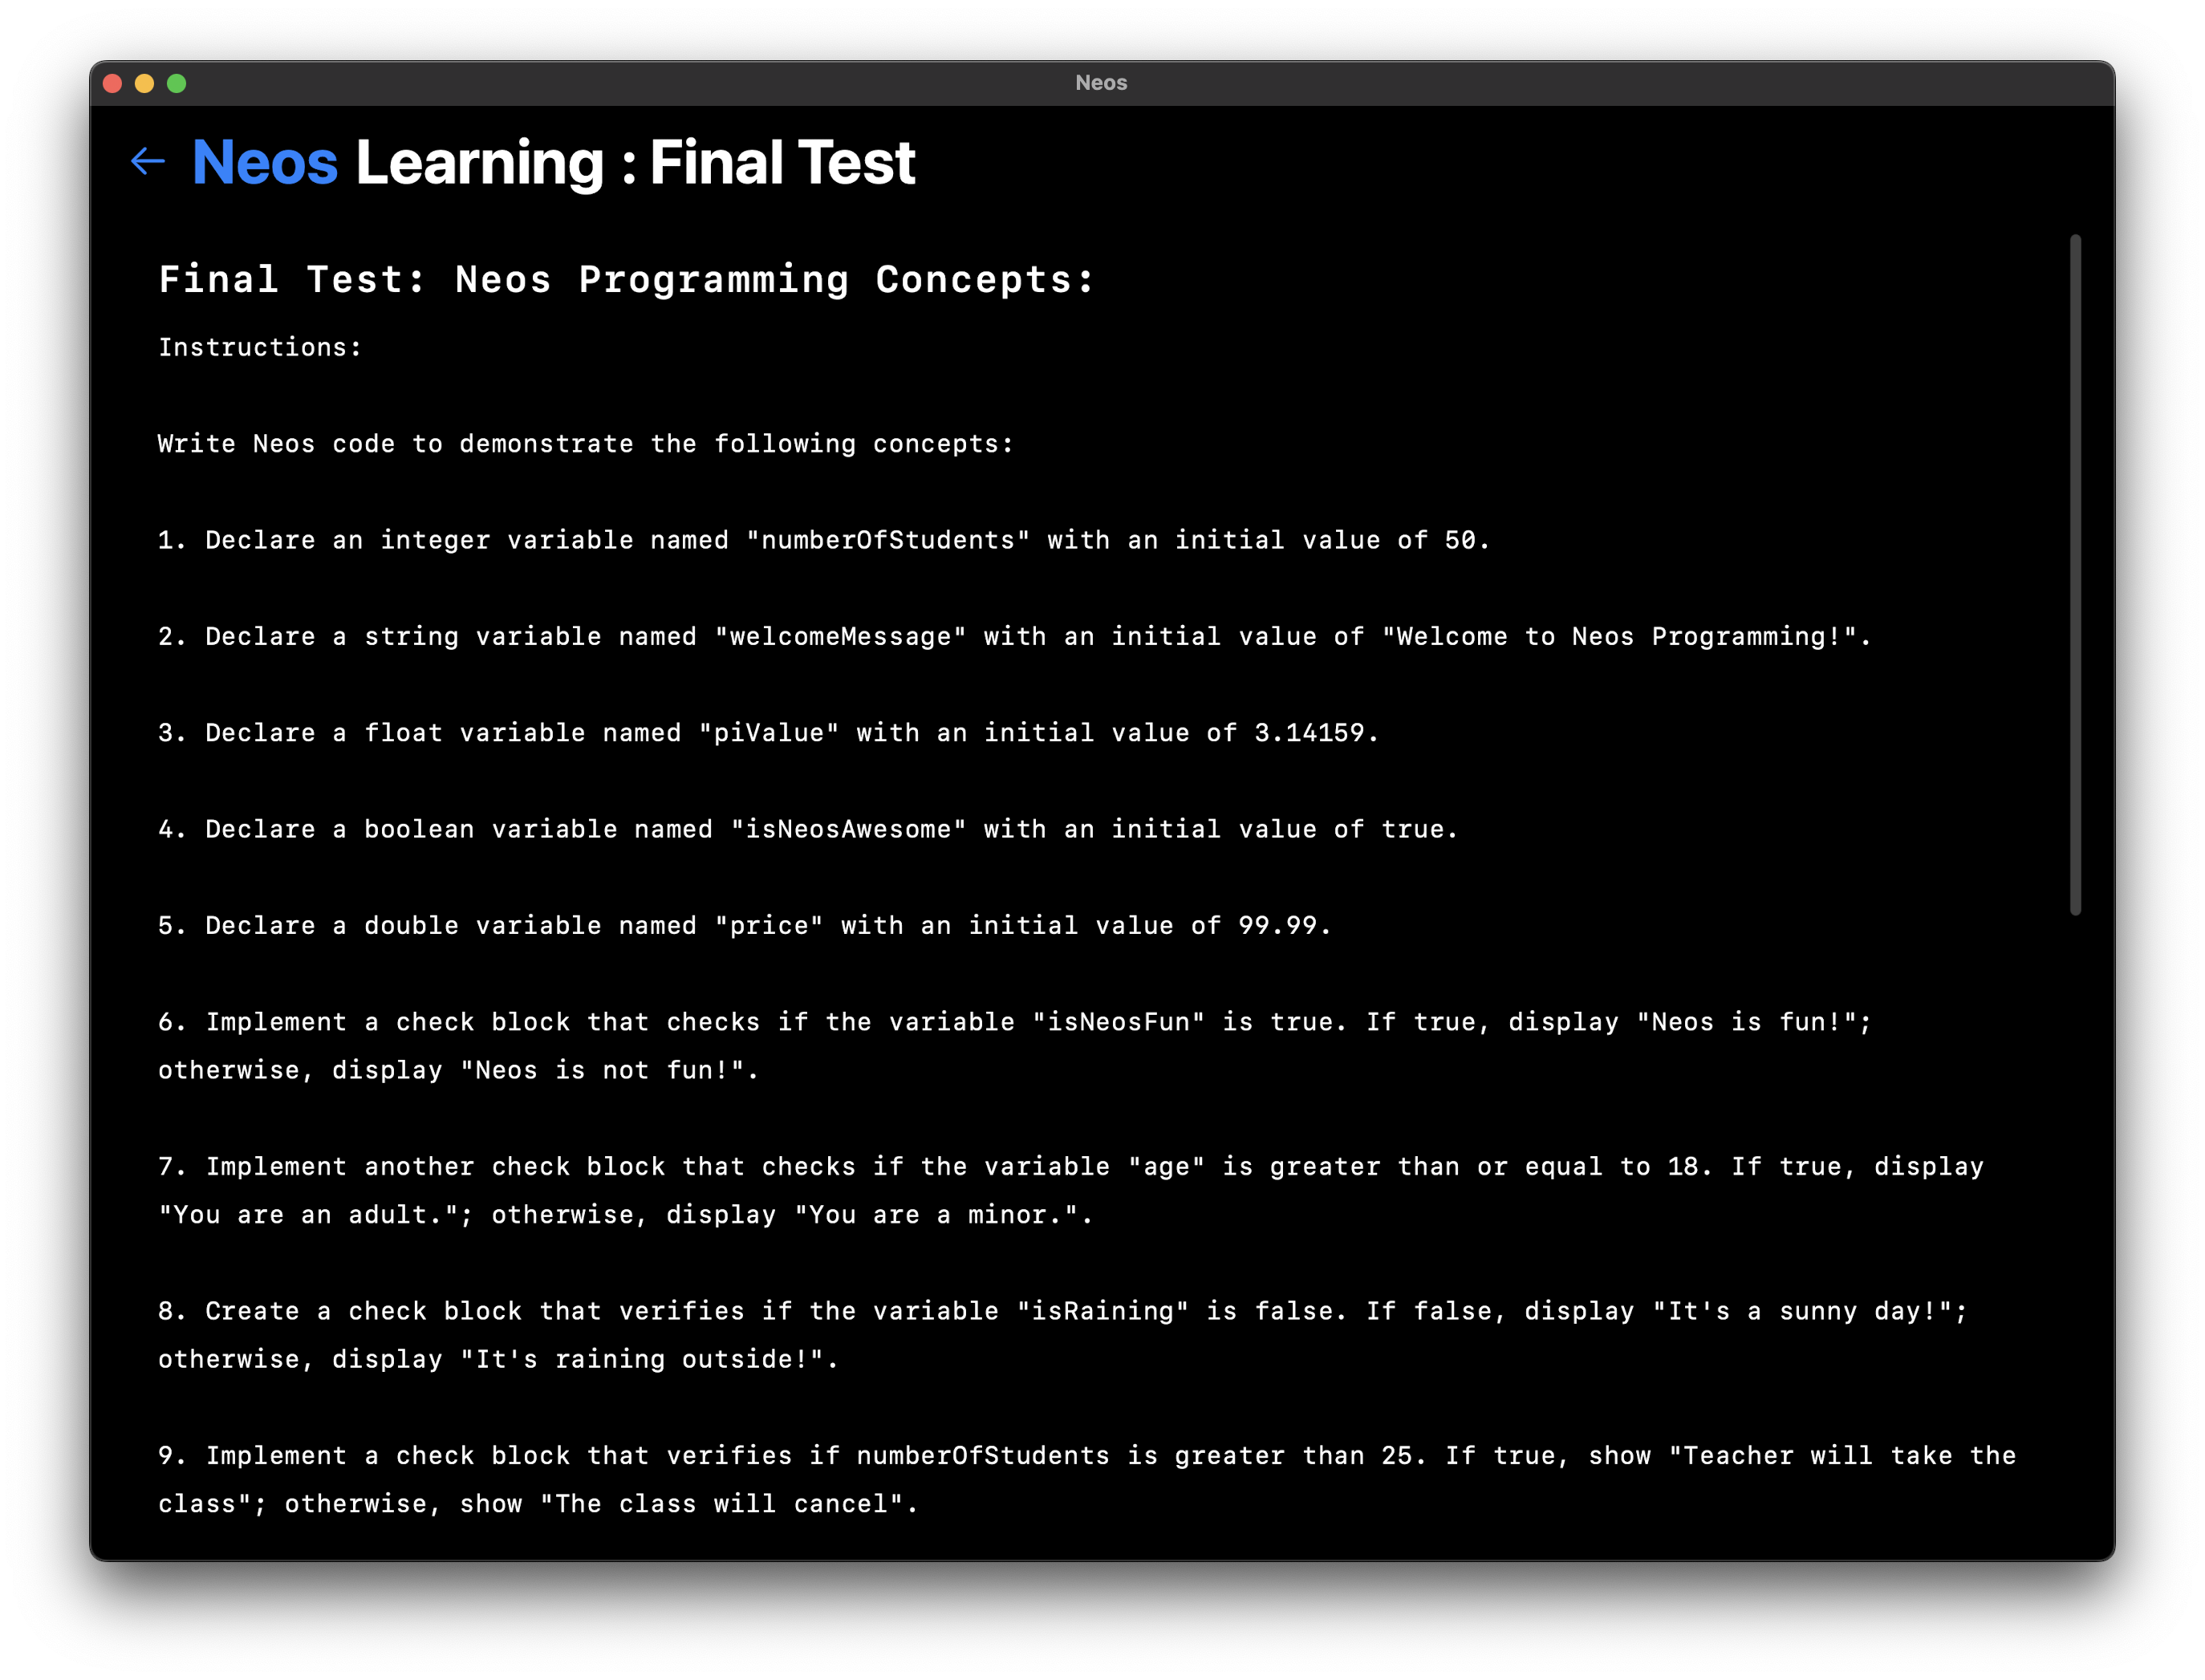 Neos
← Neos Learning : Final Test
Final Test: Neos Programming Concepts:
Instructions:
Write Neos code to demonstrate the following concepts:
1. Declare an integer variable named "numberOfStudents" with an initial value of 50.
2. Declare a string variable named "welcomeMessage" with an initial value of "Welcome to Neos Programming!".
3. Declare a float variable named "piValue" with an initial value of 3.14159.
4. Declare a boolean variable named "isNeosAwesome" with an initial value of true.
5. Declare a double variable named "price" with an initial value of 99.99.
6. Implement a check block that checks if the variable "isNeosFun" is true. If true, display "Neos is fun!";
otherwise, display "Neos is not fun!".
7. Implement another check block that checks if the variable "age" is greater than or equal to 18. If true, display
"You are an adult."; otherwise, display "You are a minor.".
8. Create a check block that verifies if the variable "isRaining" is false. If false, display "It's a sunny day!";
otherwise, display "It's raining outside!".
9. Implement a check block that verifies if numberOfStudents is greater than 25. If true, show "Teacher will take the
class"; otherwise, show "The class will cancel".